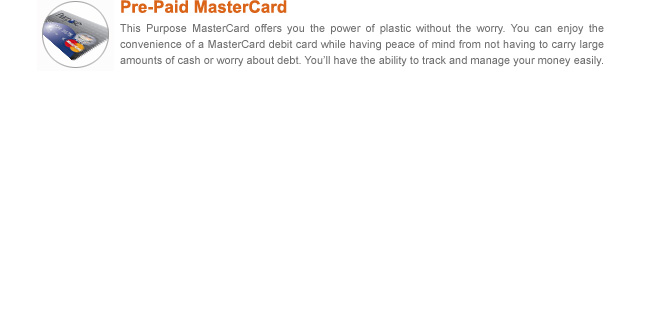 Pre-Paid MasterCard
This Purpose MasterCard offers you the power of plastic without the worry. You can enjoy the
convenience of a MasterCard debit card while having peace of mind from not having to carry large
amounts of cash or worry about debt. You'll have the ability to track and manage your money easily.